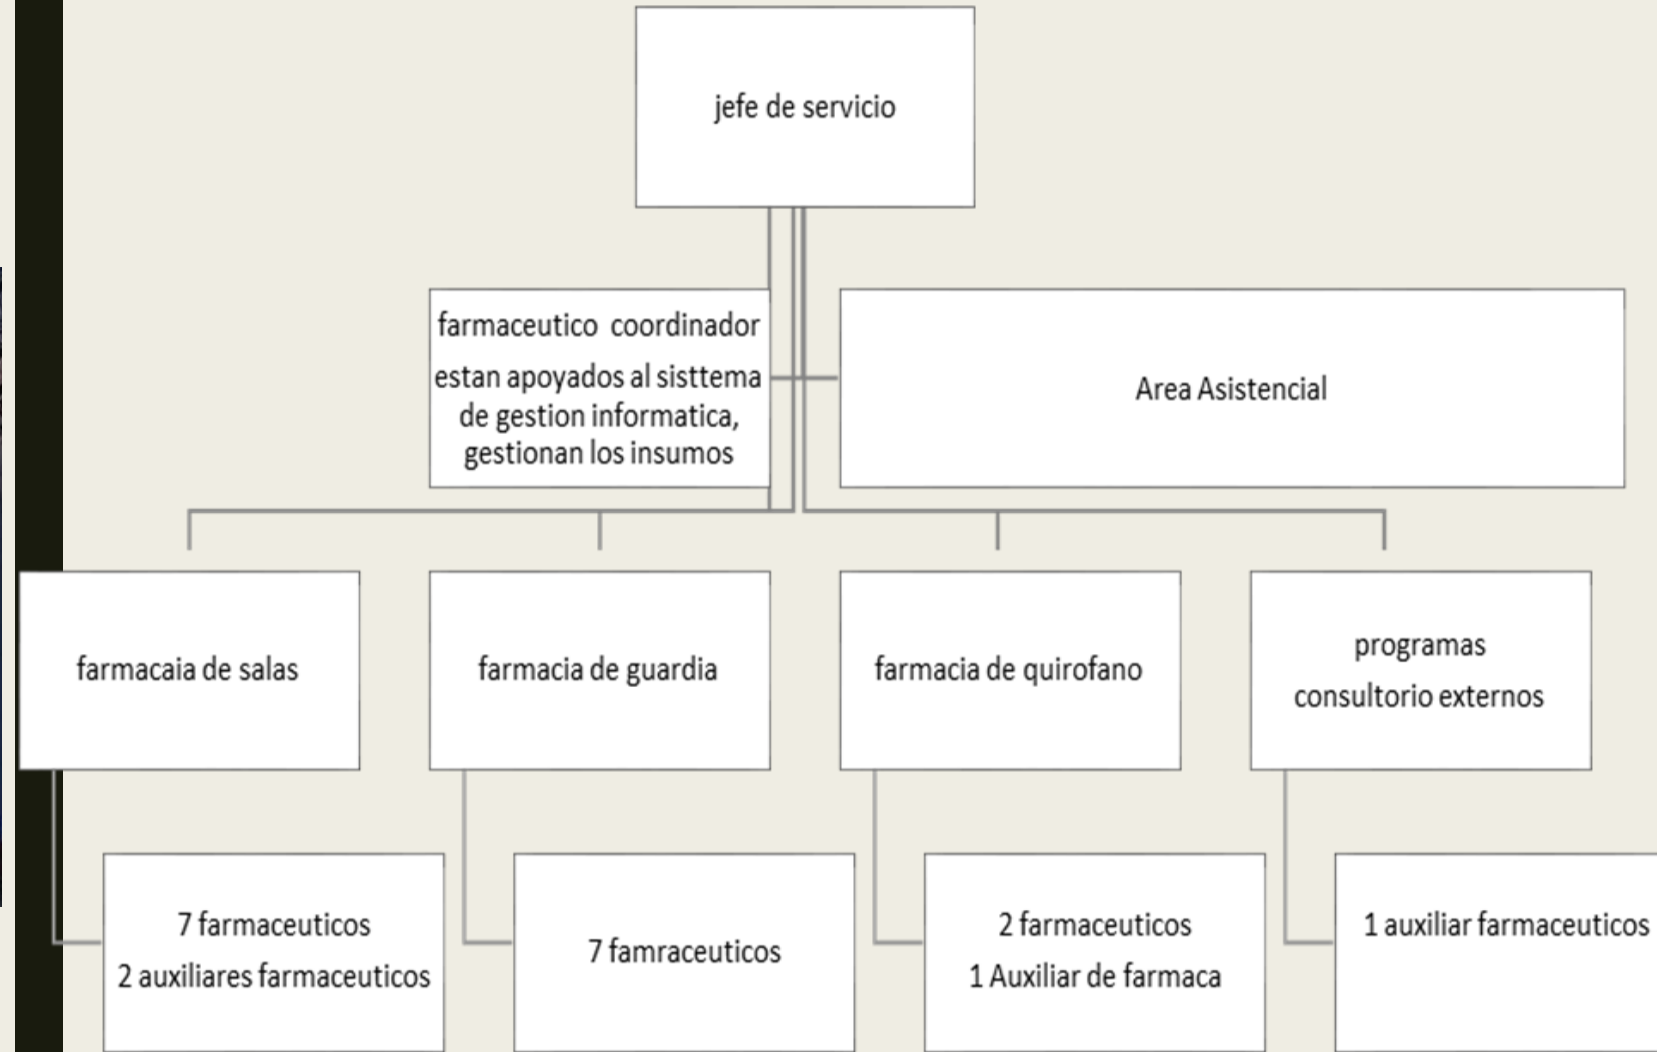 jefe de servicio
farmaceutico coordinador
estan apoyados al sisttema
de gestion informatica,
gestionan los insumos
Area Asistencial
farmacaia de salas
farmacia de guardia
farmacia de quirofano
programas
consultorio externos
7 farmaceuticos
2 auxiliares farmaceuticos
7 famraceuticos
2 farmaceuticos
1 Auxiliar de farmaca
1 auxiliar farmaceuticos